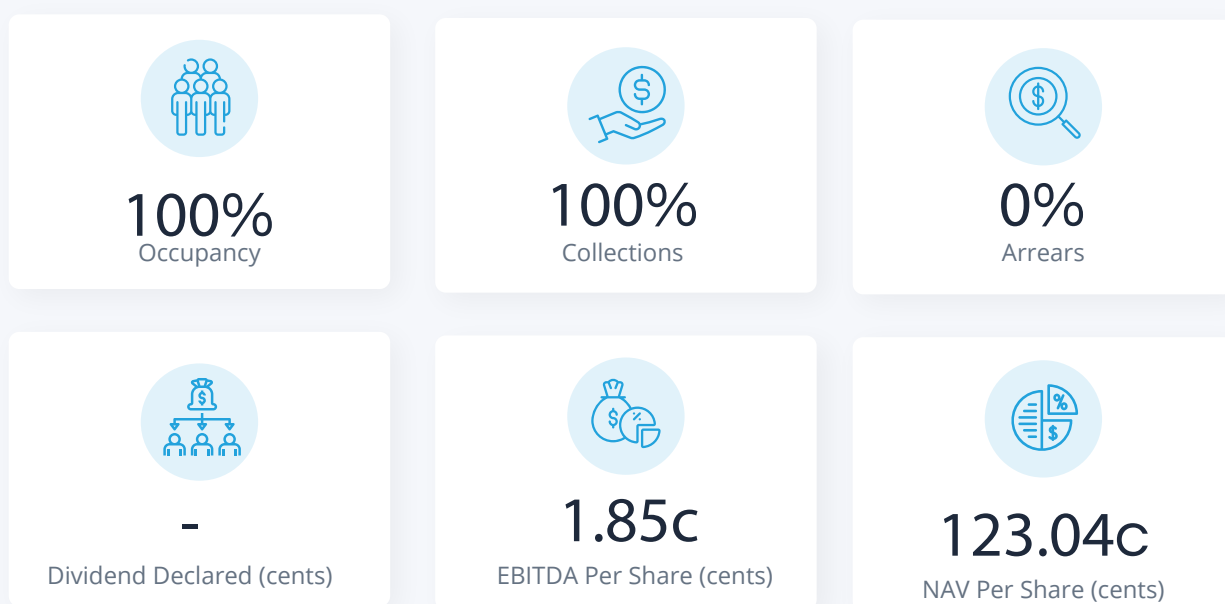 100%
Occupancy
100%
Collections
0%
Arrears
-
Dividend Declared (cents)
1.85c
EBITDA Per Share (cents)
123.04c
NAV Per Share (cents)